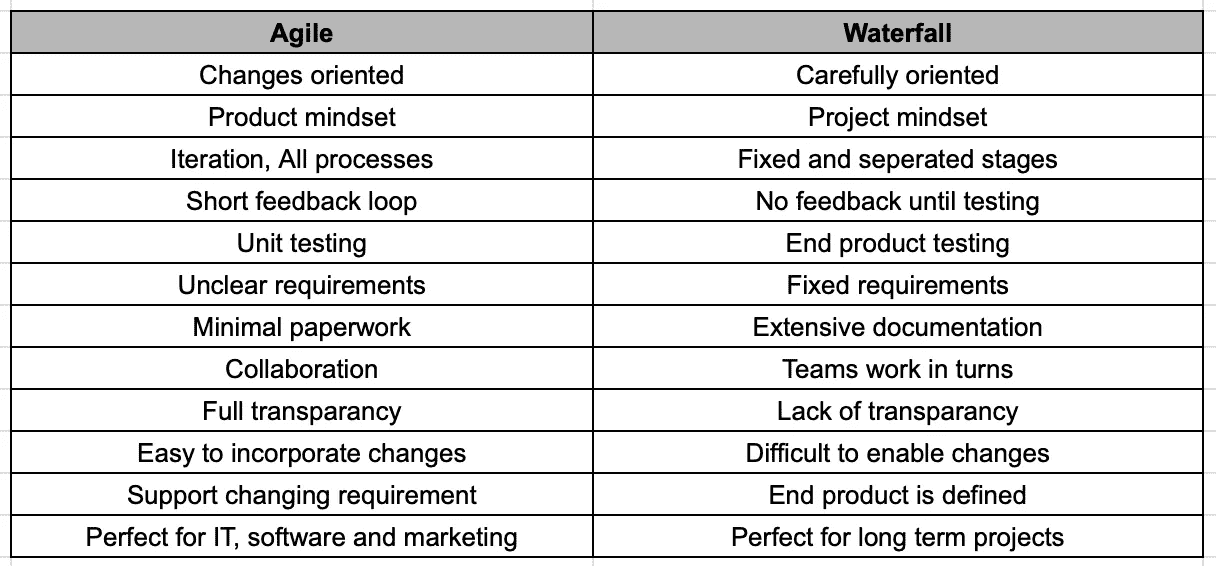 Agile Waterfall
Changes oriented Carefully oriented
Product mindset Project mindset
Iteration, All processes Fixed and seperated stages
Short feedback loop No feedback until testing
Unit testing End product testing
Unclear requirements Fixed requirements
Minimal paperwork Extensive documentation
Collaboration Teams work in turns
Full transparancy Lack of transparancy
Easy to incorporate changes Difficult to enable changes
Support changing requirement End product is defined
Perfect for IT, software and marketing Perfect for long term projects